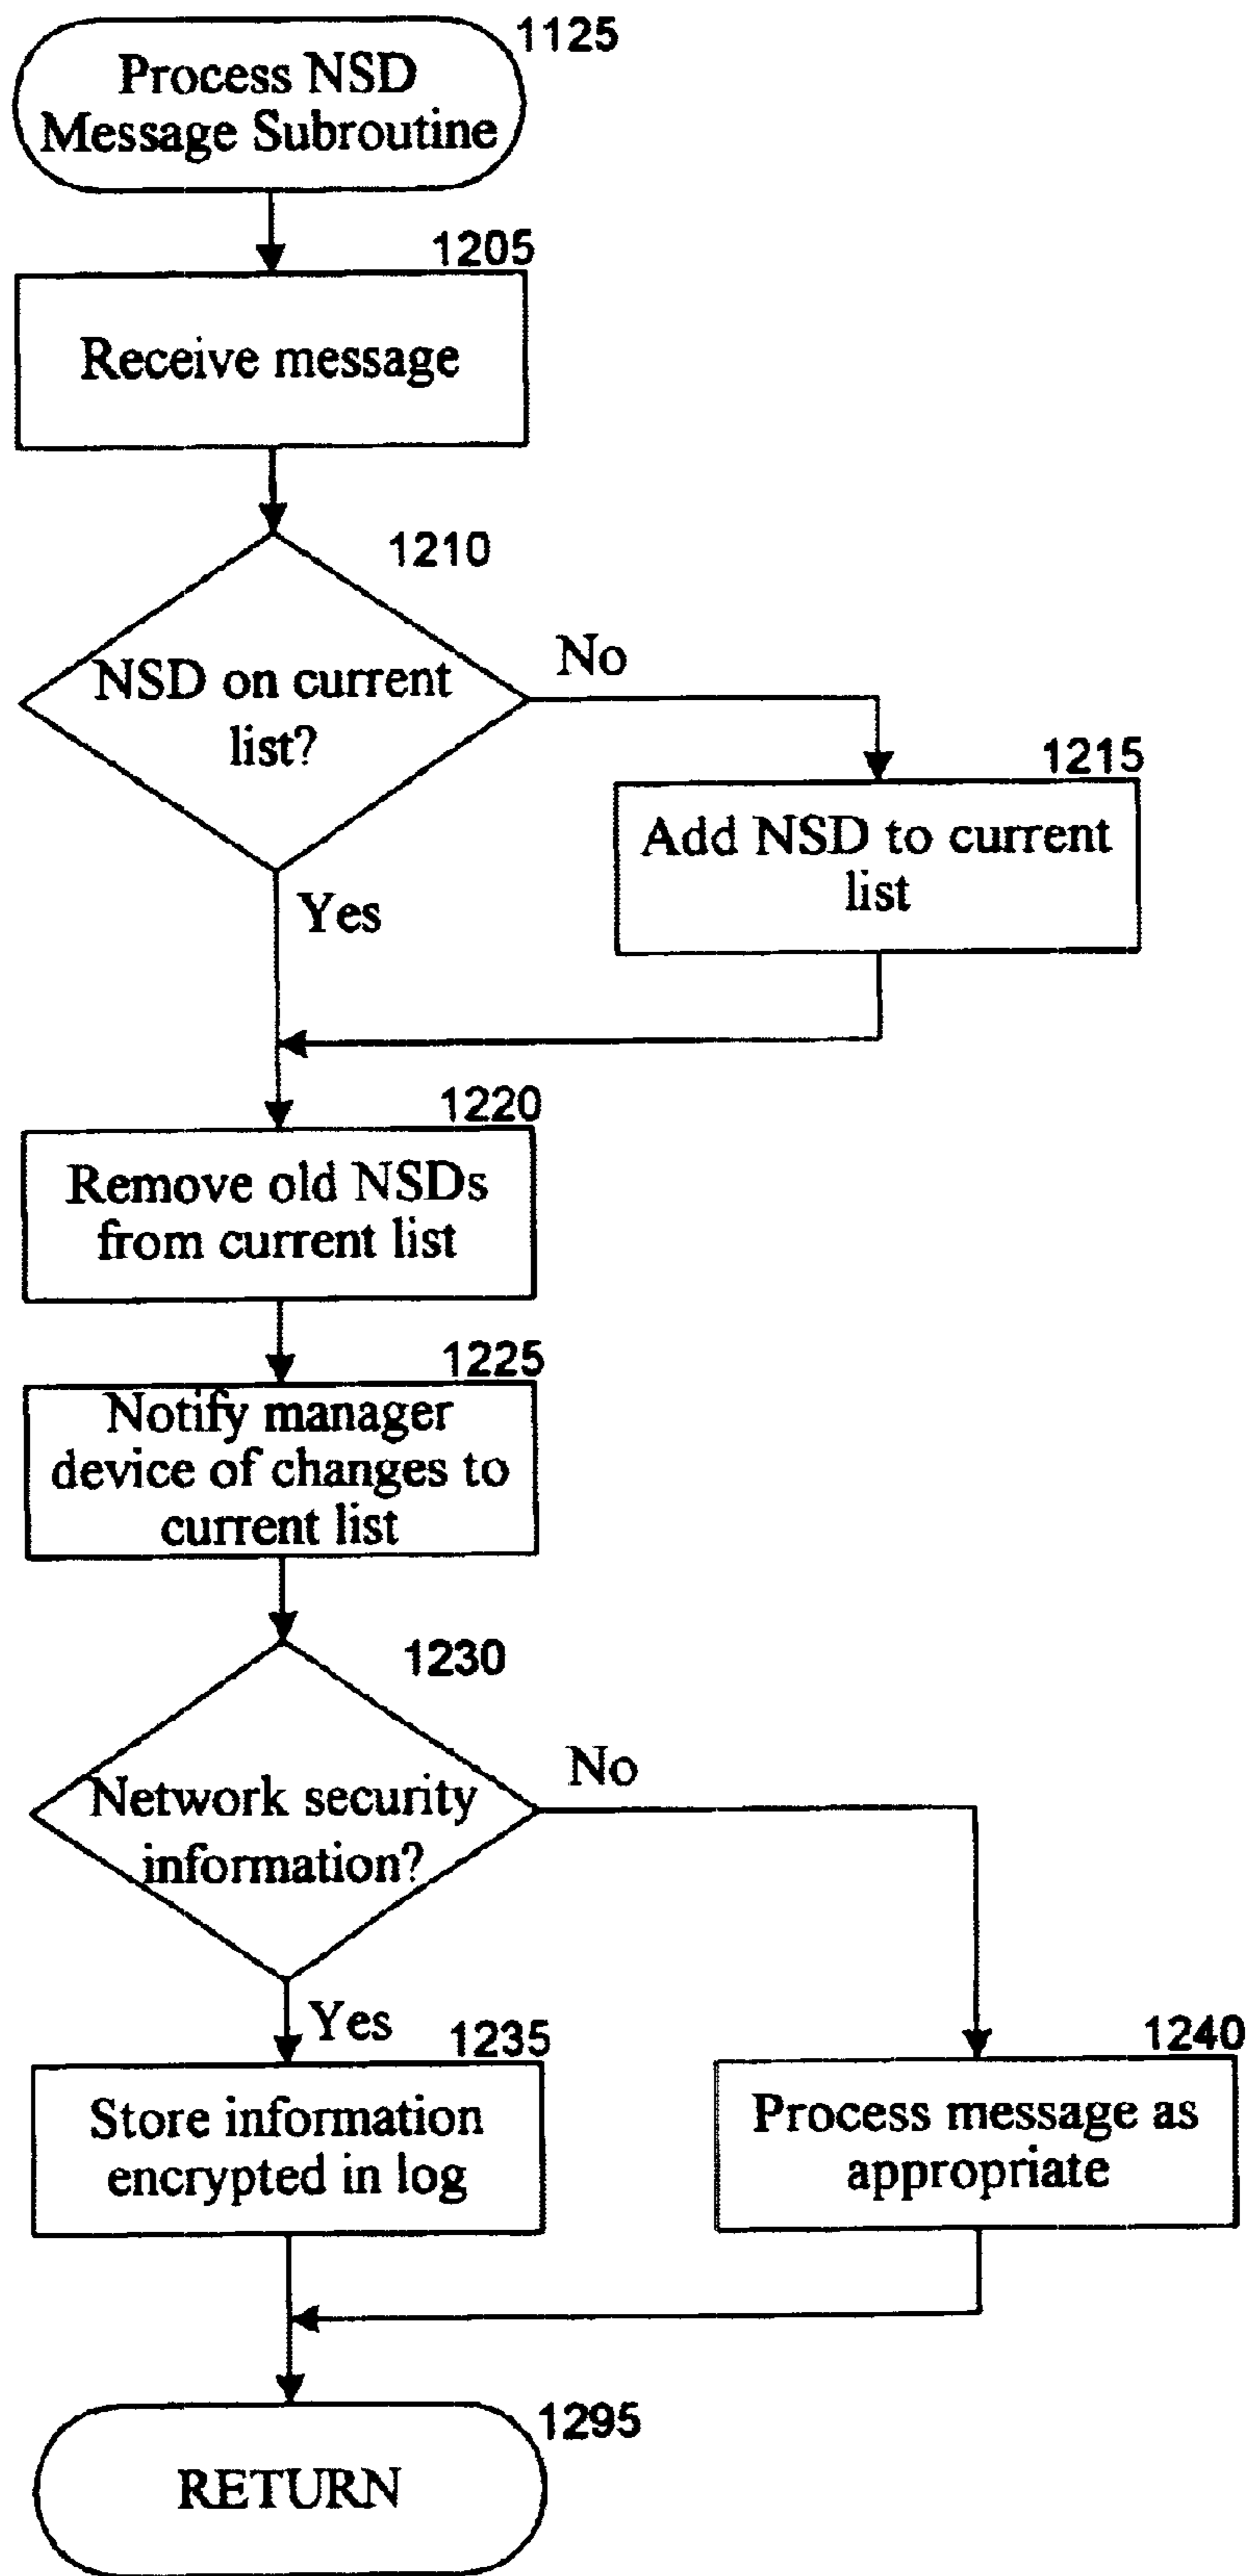 1125
Process NSD
Message Subroutine
1205
Receive message
1210
NSD on current
list?
No
1215
Add NSD to current
list
Yes
1220
Remove old NSDs
from current list
1225
Notify manager
device of changes to
current list
1230
Network security
information?
No
Yes
1235
Store information
encrypted in log
1240
Process message as
appropriate
1295
RETURN